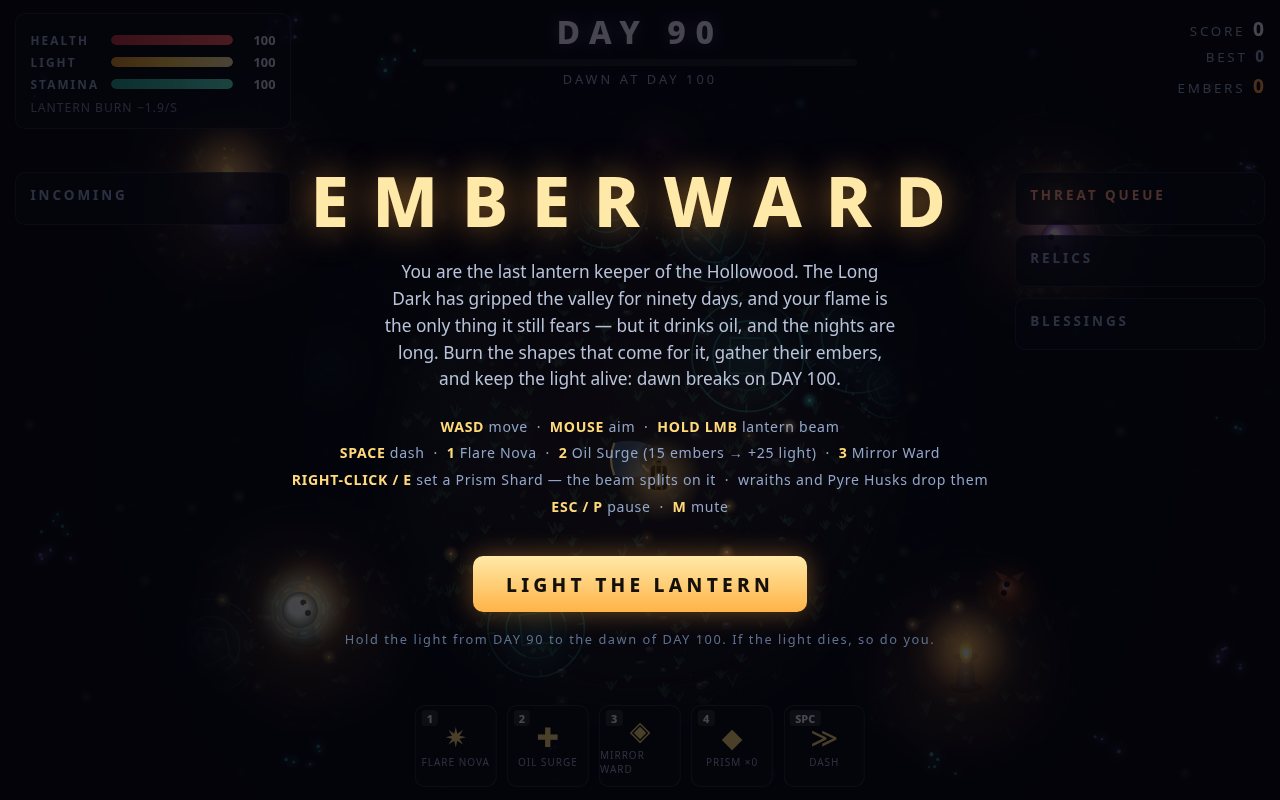 DAY 90
DAWN AT DAY 100
HEALTH 100
LIGHT 100
STAMINA 100
LANTERN BURN −1.9/S
SCORE 0
BEST 0
EMBERS 0
INCOMING
THREAT QUEUE
RELICS
BLESSINGS
EMBERWARD
You are the last lantern keeper of the Hollowood. The Long
Dark has gripped the valley for ninety days, and your flame is
the only thing it still fears — but it drinks oil, and the nights are
long. Burn the shapes that come for it, gather their embers,
and keep the light alive: dawn breaks on DAY 100.
WASD move · MOUSE aim · HOLD LMB lantern beam
SPACE dash · 1 Flare Nova · 2 Oil Surge (15 embers → +25 light) · 3 Mirror Ward
RIGHT-CLICK / E set a Prism Shard — the beam splits on it · wraiths and Pyre Husks drop them
ESC / P pause · M mute
LIGHT THE LANTERN
Hold the light from DAY 90 to the dawn of DAY 100. If the light dies, so do you.
1 FLARE NOVA
2 OIL SURGE
3 MIRROR WARD
4 PRISM ×0
SPC DASH